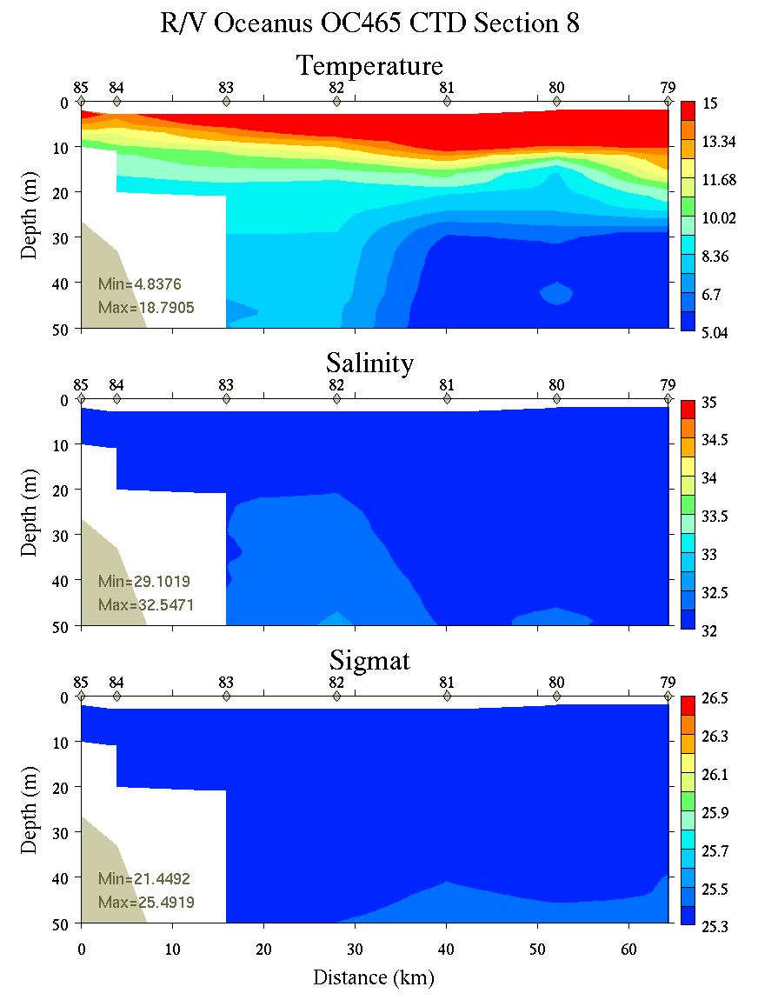 R/V Oceanus OC465 CTD Section 8
Temperature
85 84 83 82 81 80 79
0
10
20
30
40
50
Depth (m)
Min=4.8376
Max=18.7905
15
13.34
11.68
10.02
8.36
6.7
5.04
Salinity
85 84 83 82 81 80 79
0
10
20
30
40
50
Depth (m)
Min=29.1019
Max=32.5471
35
34.5
34
33.5
33
32.5
32
Sigmat
85 84 83 82 81 80 79
0
10
20
30
40
50
Depth (m)
Min=21.4492
Max=25.4919
26.5
26.3
26.1
25.9
25.7
25.5
25.3
0 10 20 30 40 50 60
Distance (km)